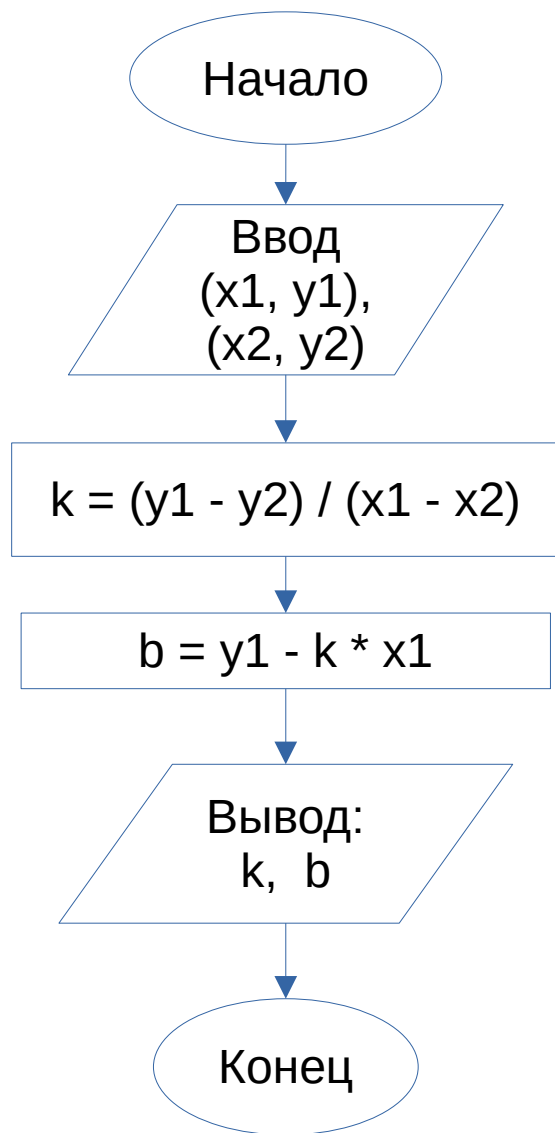 Начало
Ввод
(x1, y1),
(x2, y2)
k = (y1 - y2) / (x1 - x2)
b = y1 - k * x1
Вывод:
k, b
Конец